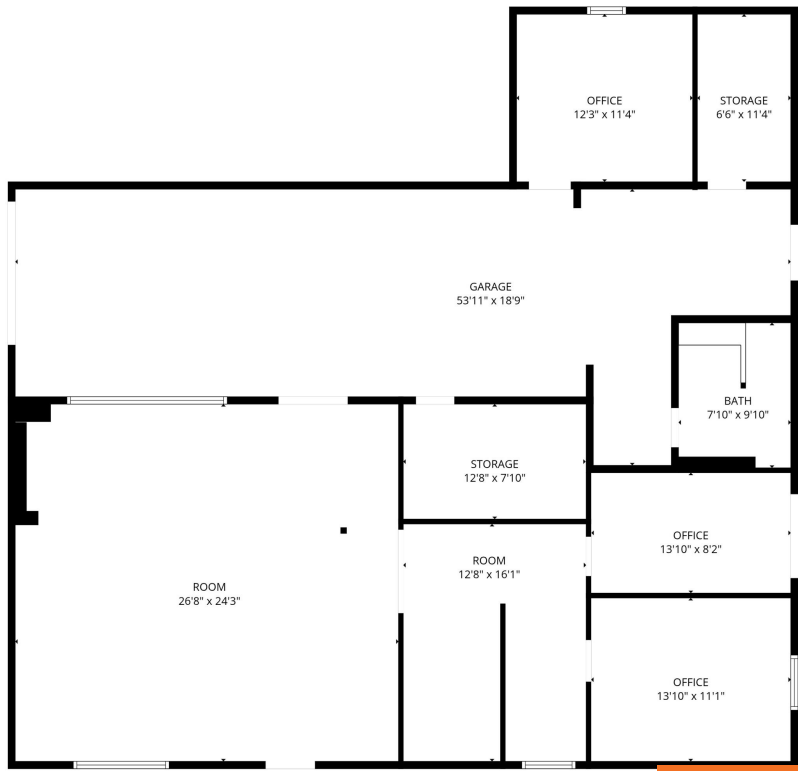 OFFICE
12'3" x 11'4"
STORAGE
6'6" x 11'4"
GARAGE
53'11" x 18'9"
BATH
7'10" x 9'10"
STORAGE
12'8" x 7'10"
OFFICE
13'10" x 8'2"
ROOM
12'8" x 16'1"
ROOM
26'8" x 24'3"
OFFICE
13'10" x 11'1"